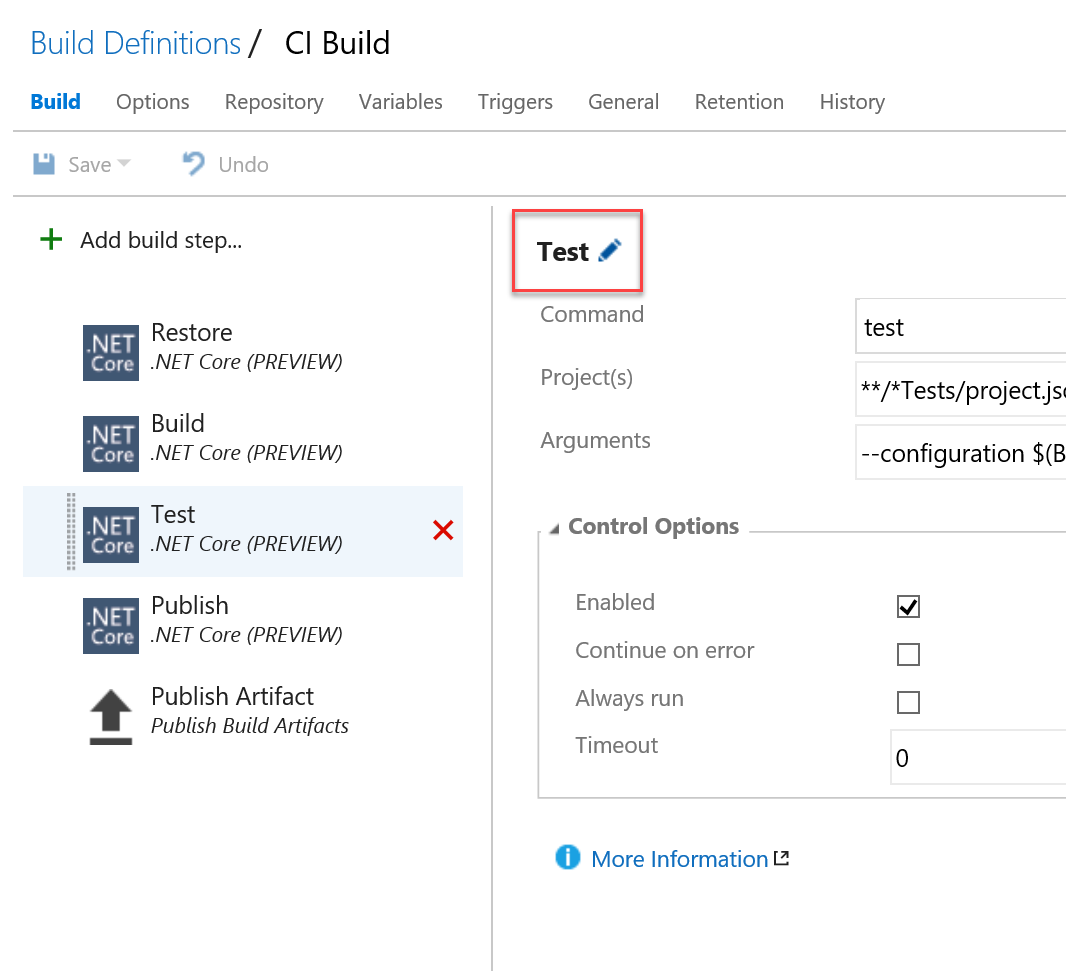 Build Definitions / CI Build
Build Options Repository Variables Triggers General Retention History
Save Undo
Add build step...
.NET Core
Restore
.NET Core (PREVIEW)
.NET Core
Build
.NET Core (PREVIEW)
.NET Core
Test
.NET Core (PREVIEW)
.NET Core
Publish
.NET Core (PREVIEW)
Publish Artifact
Publish Build Artifacts
Test
Command test
Project(s) **/*Tests/project.jso
Arguments --configuration $(B
Control Options
Enabled
Continue on error
Always run
Timeout 0
More Information